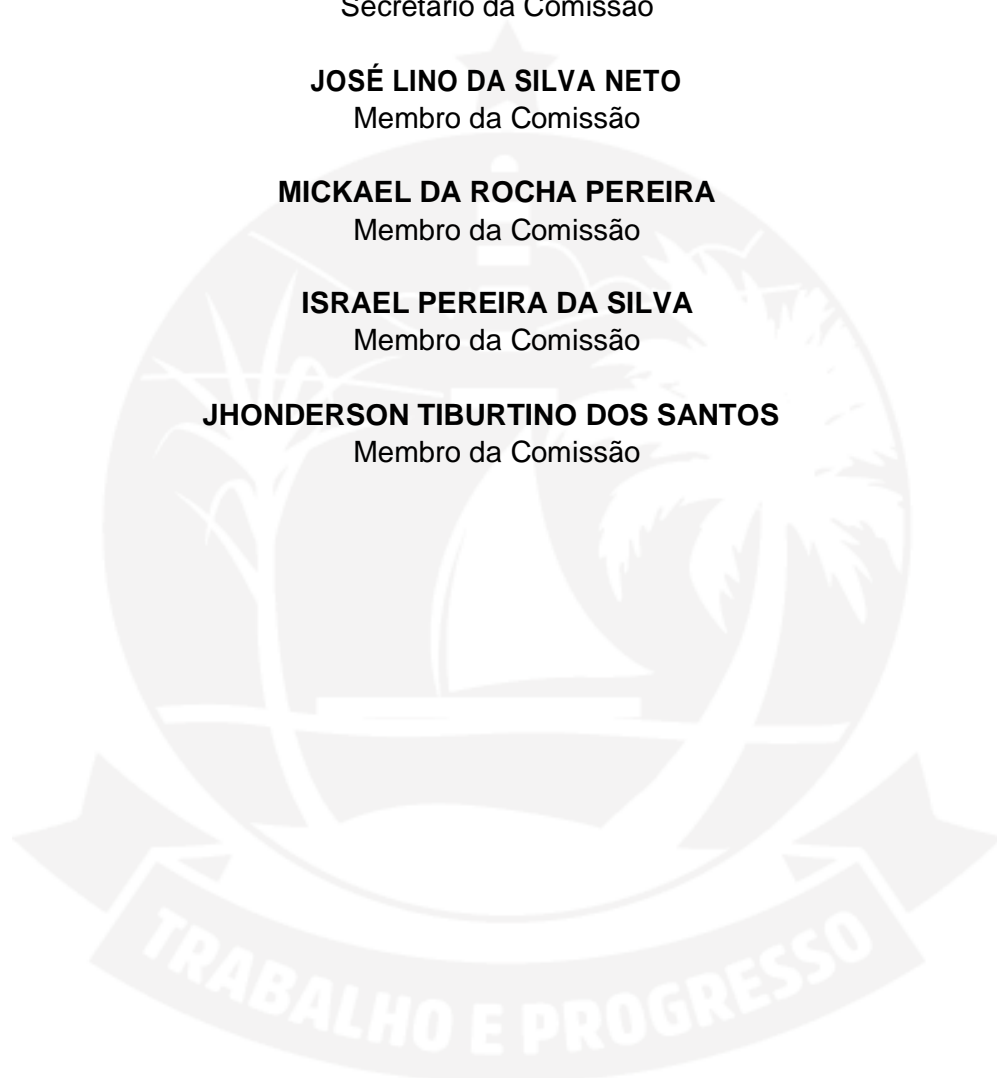 Secretário da Comissão
JOSÉ LINO DA SILVA NETO
Membro da Comissão
MICKAEL DA ROCHA PEREIRA
Membro da Comissão
ISRAEL PEREIRA DA SILVA
Membro da Comissão
JHONDERSON TIBURTINO DOS SANTOS
Membro da Comissão
TRABALHO E PROGRESSO